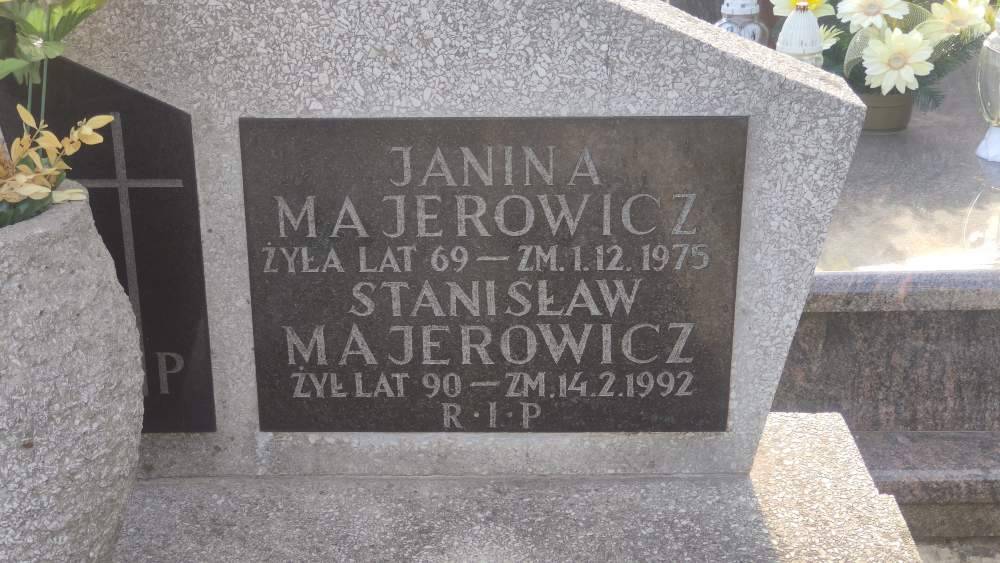 JANINA
MAJEROWICZ
ŻYŁA LAT 69 — ZM. 1.12.1975
STANISŁAW
MAJEROWICZ
ŻYŁ LAT 90 — ZM.14.2.1992
R·I·P
P